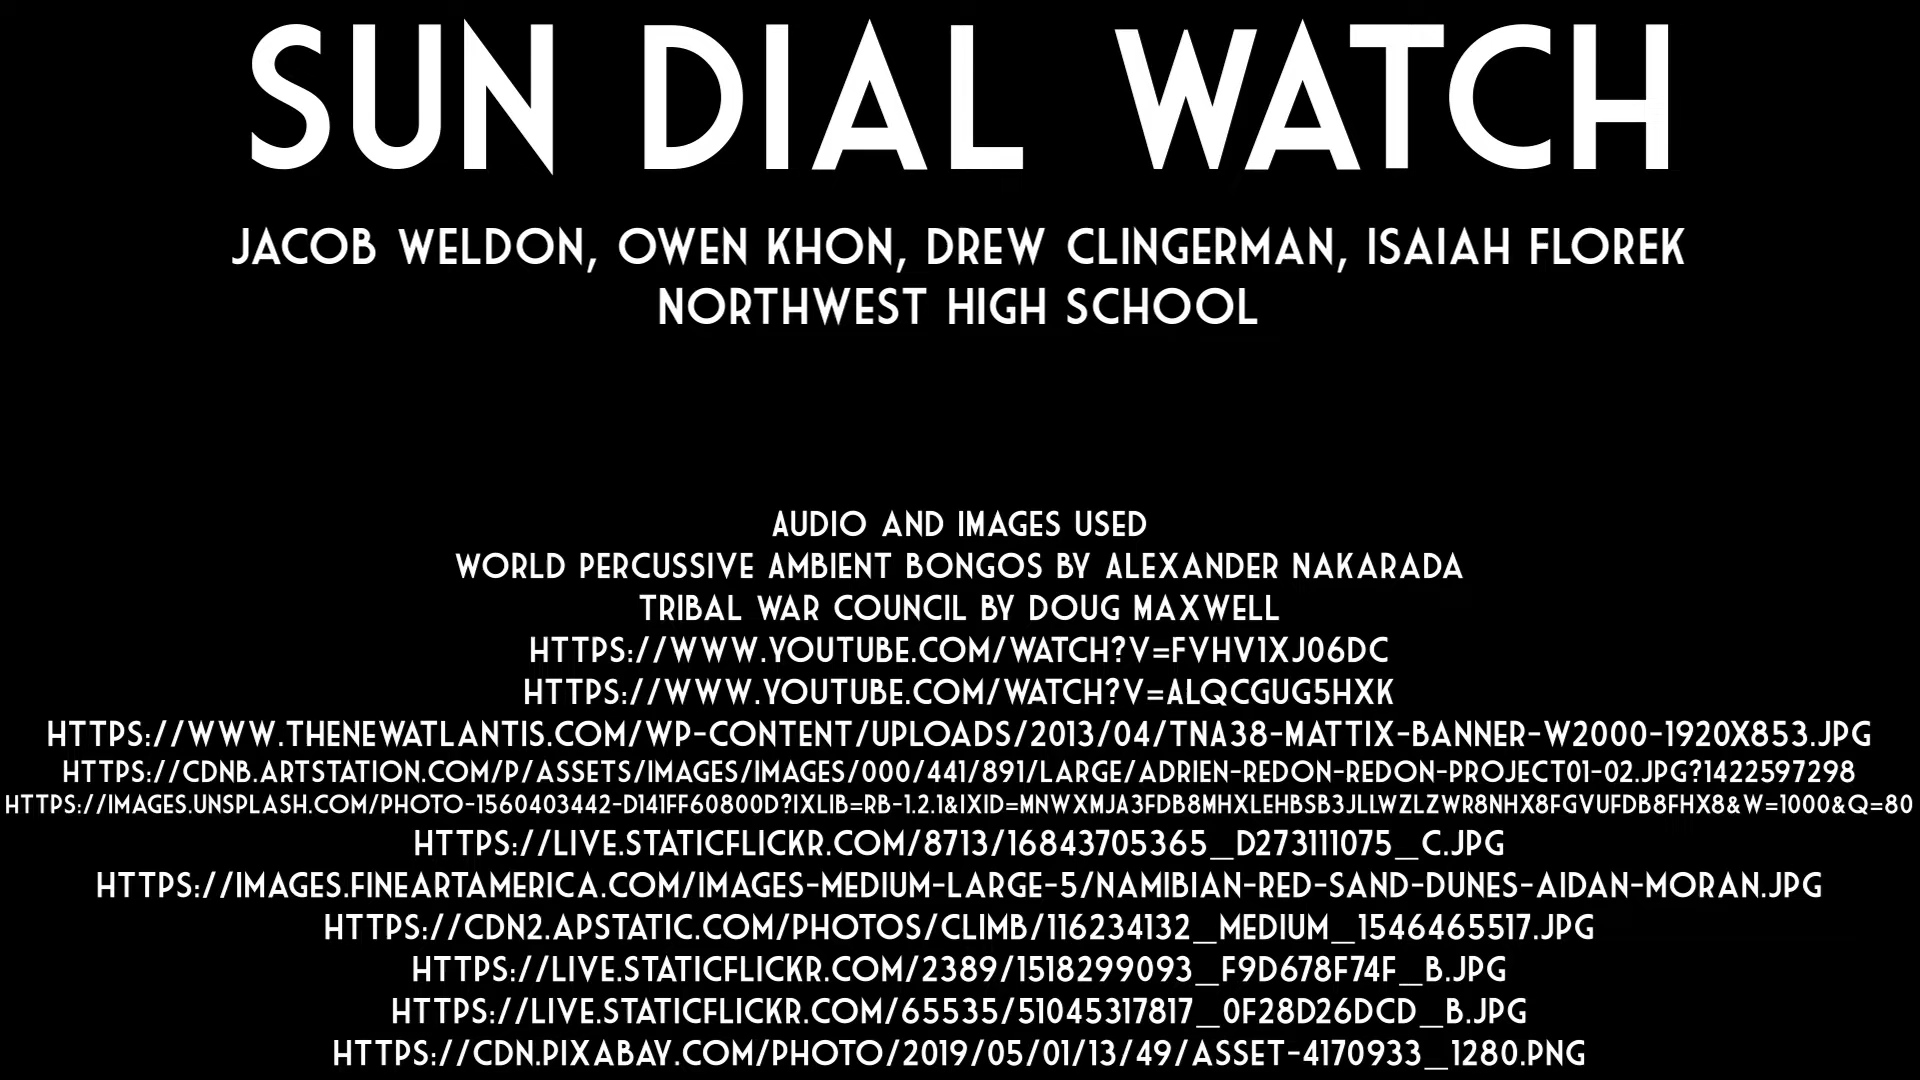 SUN DIAL WATCH
JACOB WELDON, OWEN KHON, DREW CLINGERMAN, ISAIAH FLOREK
NORTHWEST HIGH SCHOOL
AUDIO AND IMAGES USED
WORLD PERCUSSIVE AMBIENT BONGOS BY ALEXANDER NAKARADA
TRIBAL WAR COUNCIL BY DOUG MAXWELL
HTTPS://WWW.YOUTUBE.COM/WATCH?V=FVHV1XJ06DC
HTTPS://WWW.YOUTUBE.COM/WATCH?V=ALQCGUG5HXK
HTTPS://WWW.THENEWATLANTIS.COM/WP-CONTENT/UPLOADS/2013/04/TNA38-MATTIX-BANNER-W2000-1920X853.JPG
HTTPS://CDNB.ARTSTATION.COM/P/ASSETS/IMAGES/IMAGES/000/441/891/LARGE/ADRIEN-REDON-REDON-PROJECT01-02.JPG?1422597298
HTTPS://IMAGES.UNSPLASH.COM/PHOTO-1560403442-D141FF60800D?IXLIB=RB-1.2.1&IXID=MNWXMJA3FDB8MHXLEHBSB3JLLWZLZWR8NHX8FGVUFDB8FHX8&W=1000&Q=80
HTTPS://LIVE.STATICFLICKR.COM/8713/16843705365_D273111075_C.JPG
HTTPS://IMAGES.FINEARTAMERICA.COM/IMAGES-MEDIUM-LARGE-5/NAMIBIAN-RED-SAND-DUNES-AIDAN-MORAN.JPG
HTTPS://CDN2.APSTATIC.COM/PHOTOS/CLIMB/116234132_MEDIUM_1546465517.JPG
HTTPS://LIVE.STATICFLICKR.COM/2389/1518299093_F9D678F74F_B.JPG
HTTPS://LIVE.STATICFLICKR.COM/65535/51045317817_0F28D26DCD_B.JPG
HTTPS://CDN.PIXABAY.COM/PHOTO/2019/05/01/13/49/ASSET-4170933_1280.PNG